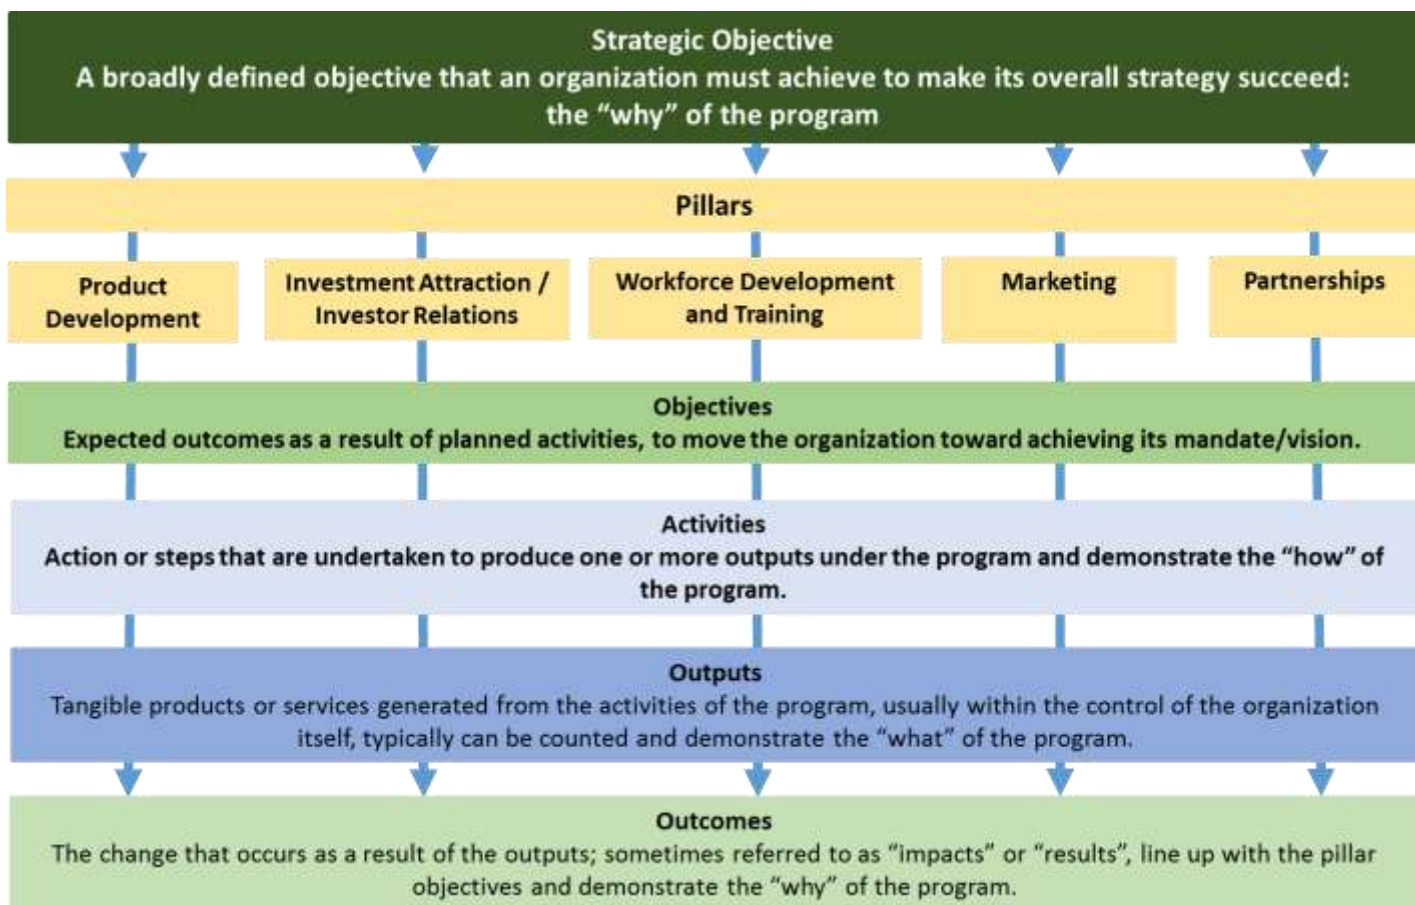 Strategic Objective
A broadly defined objective that an organization must achieve to make its overall strategy succeed:
the “why” of the program
Pillars
Product
Development
Investment Attraction /
Investor Relations
Workforce Development
and Training
Marketing
Partnerships
Objectives
Expected outcomes as a result of planned activities, to move the organization toward achieving its mandate/vision.
Activities
Action or steps that are undertaken to produce one or more outputs under the program and demonstrate the “how” of
the program.
Outputs
Tangible products or services generated from the activities of the program, usually within the control of the organization
itself, typically can be counted and demonstrate the “what” of the program.
Outcomes
The change that occurs as a result of the outputs; sometimes referred to as “impacts” or “results”, line up with the pillar
objectives and demonstrate the “why” of the program.